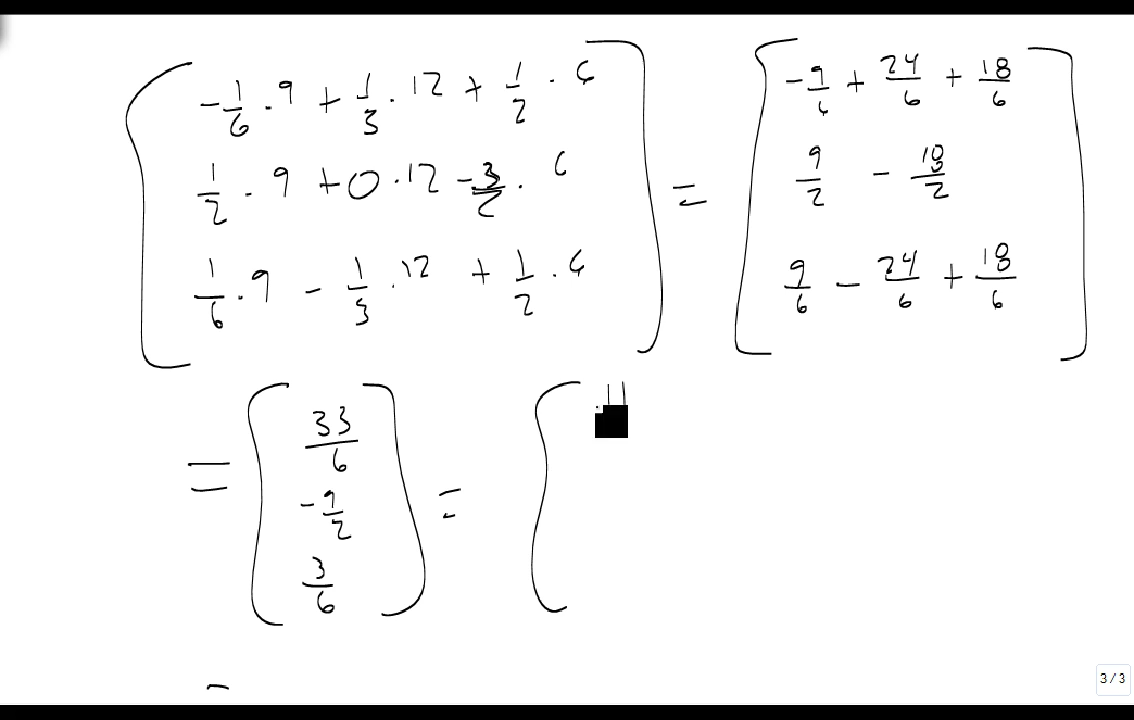 -1/6 . 9 + 1/3 . 12 + 1/2 . 6 = -9/6 + 24/6 + 18/6
1/2 . 9 + 0 . 12 - 3/2 . 6 9/2 - 18/2
1/6 . 9 - 1/3 . 12 + 1/2 . 6 9/6 - 24/6 + 18/6
= 33/6 = 11
-9/2
3/6
-
3/3